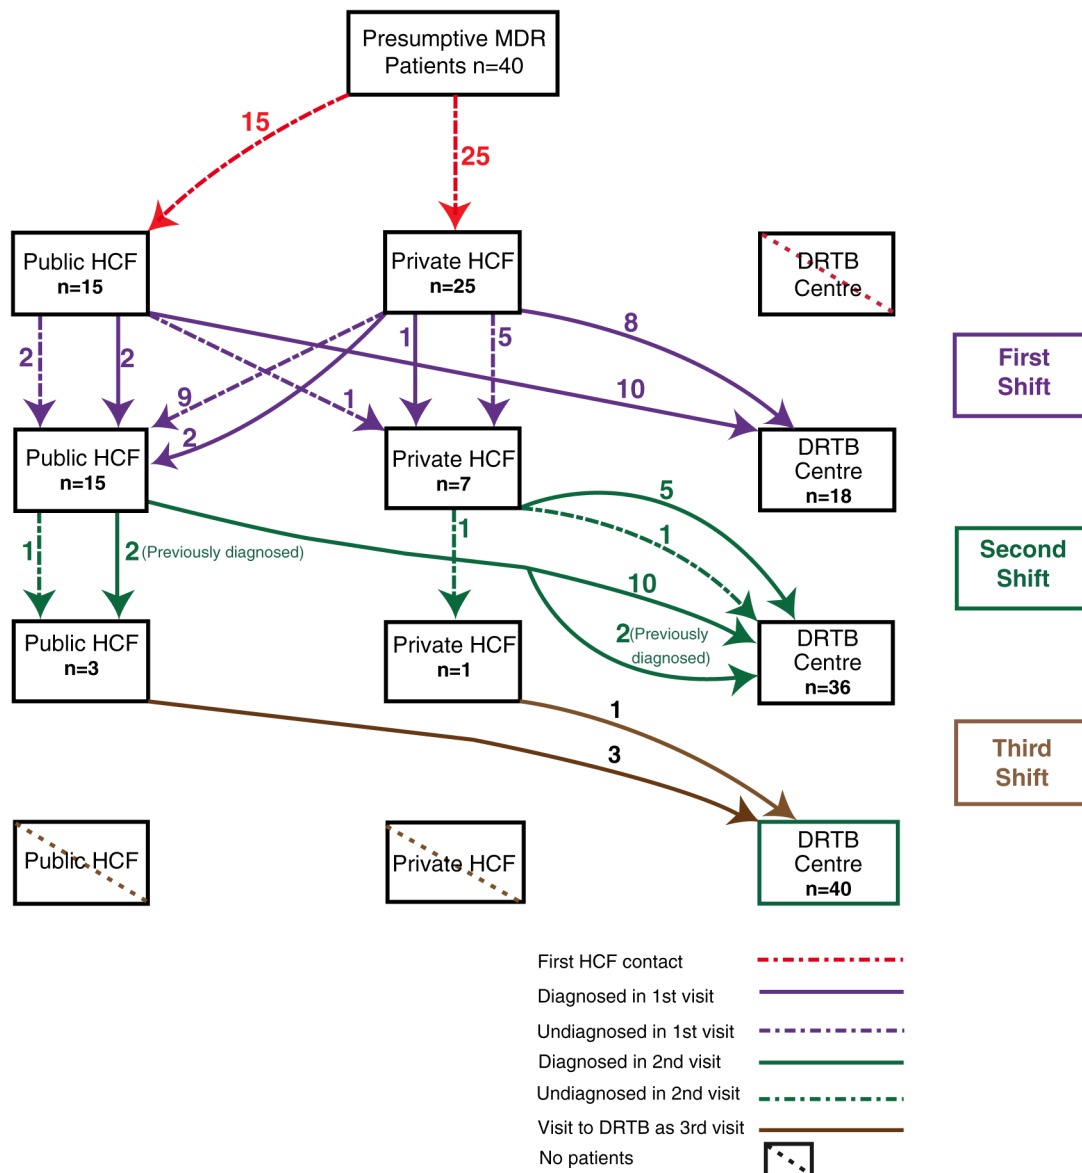 Presumptive MDR
Patients n=40
15
25
Public HCF
n=15
Private HCF
n=25
DRTB
Centre
2
2
9
2
1
1
5
10
8
First
Shift
Public HCF
n=15
Private HCF
n=7
DRTB
Centre
n=18
1
2 (Previously diagnosed)
1
5
1
10
2 (Previously
diagnosed)
Second
Shift
Public HCF
n=3
Private HCF
n=1
DRTB
Centre
n=36
1
3
Third
Shift
Public HCF
Private HCF
DRTB
Centre
n=40
First HCF contact
Diagnosed in 1st visit
Undiagnosed in 1st visit
Diagnosed in 2nd visit
Undiagnosed in 2nd visit
Visit to DRTB as 3rd visit
No patients